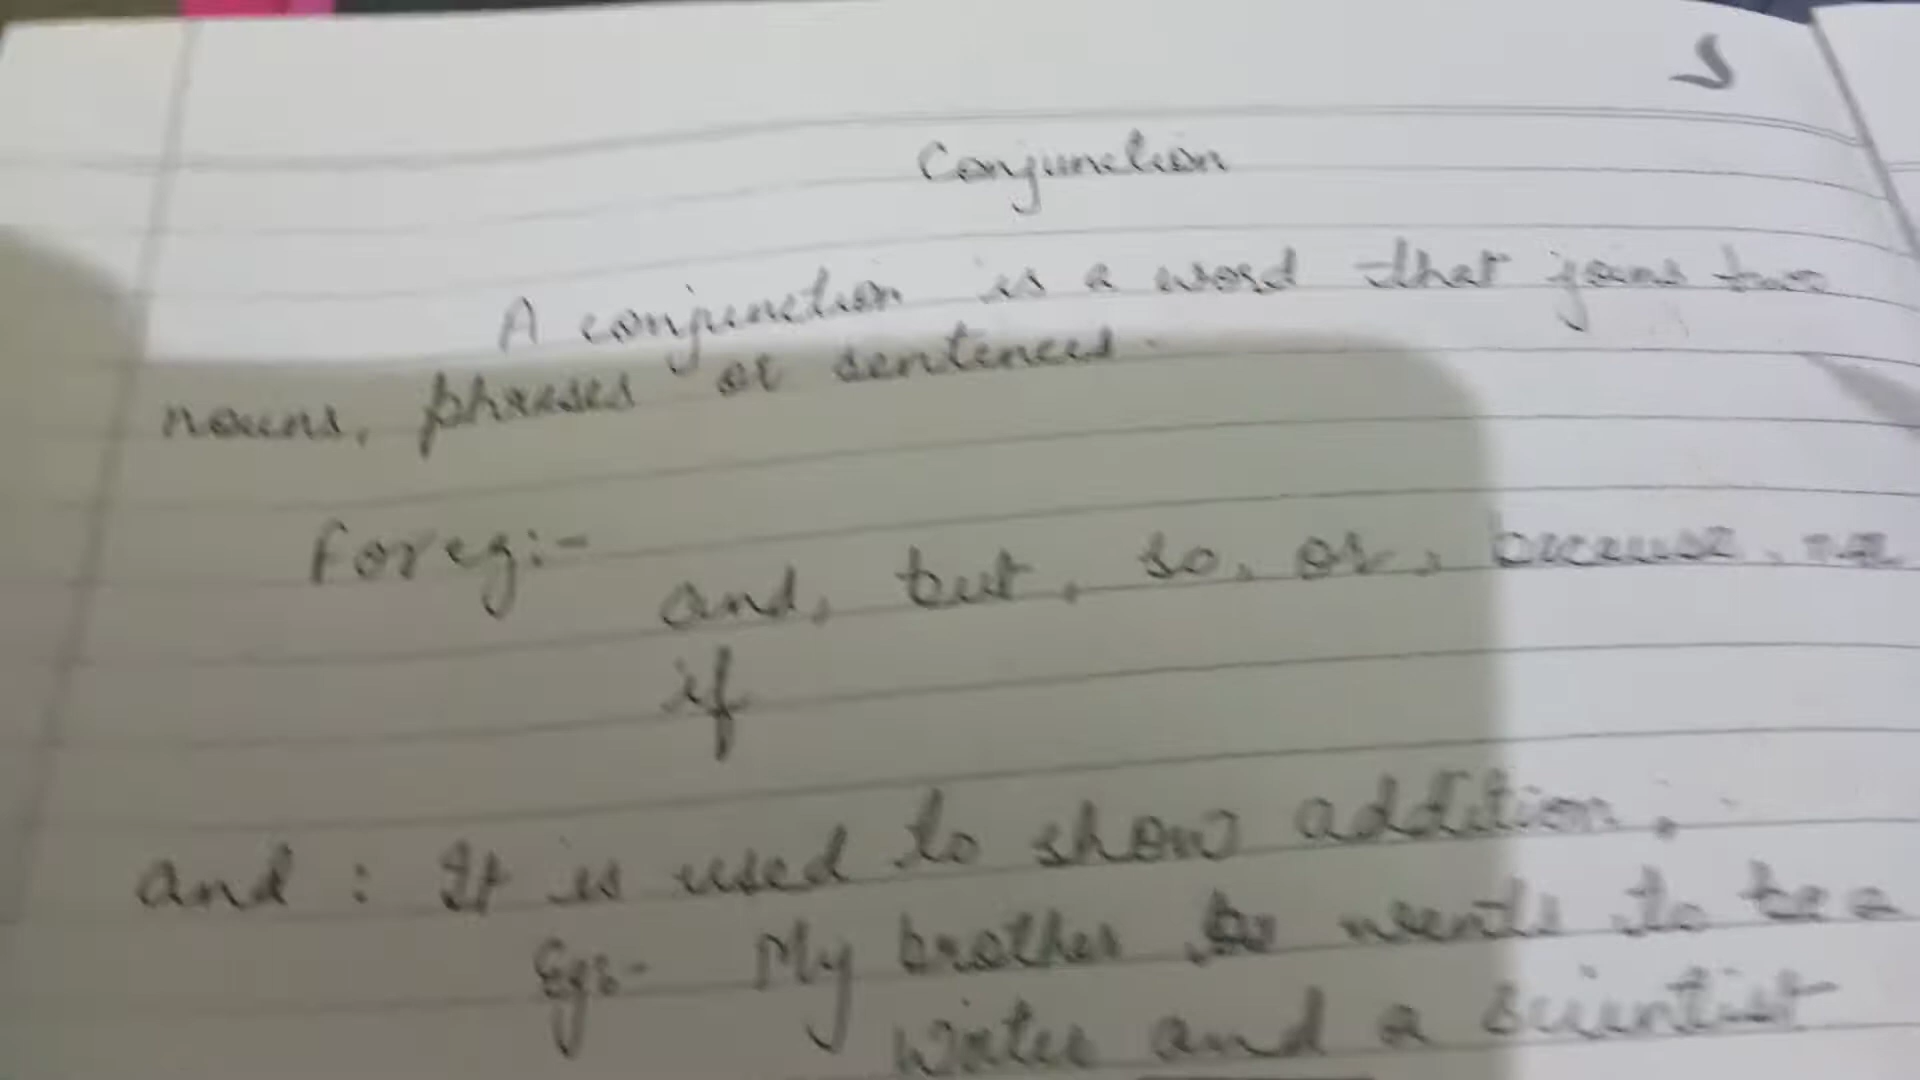 Conjunction
A conjunction is a word that joins two
nouns, phrases or sentences.
For eg:-
and, but, so, or, because,
if
and : It is used to show addition.
Eg:- My brother wants to be a
writer and a scientist